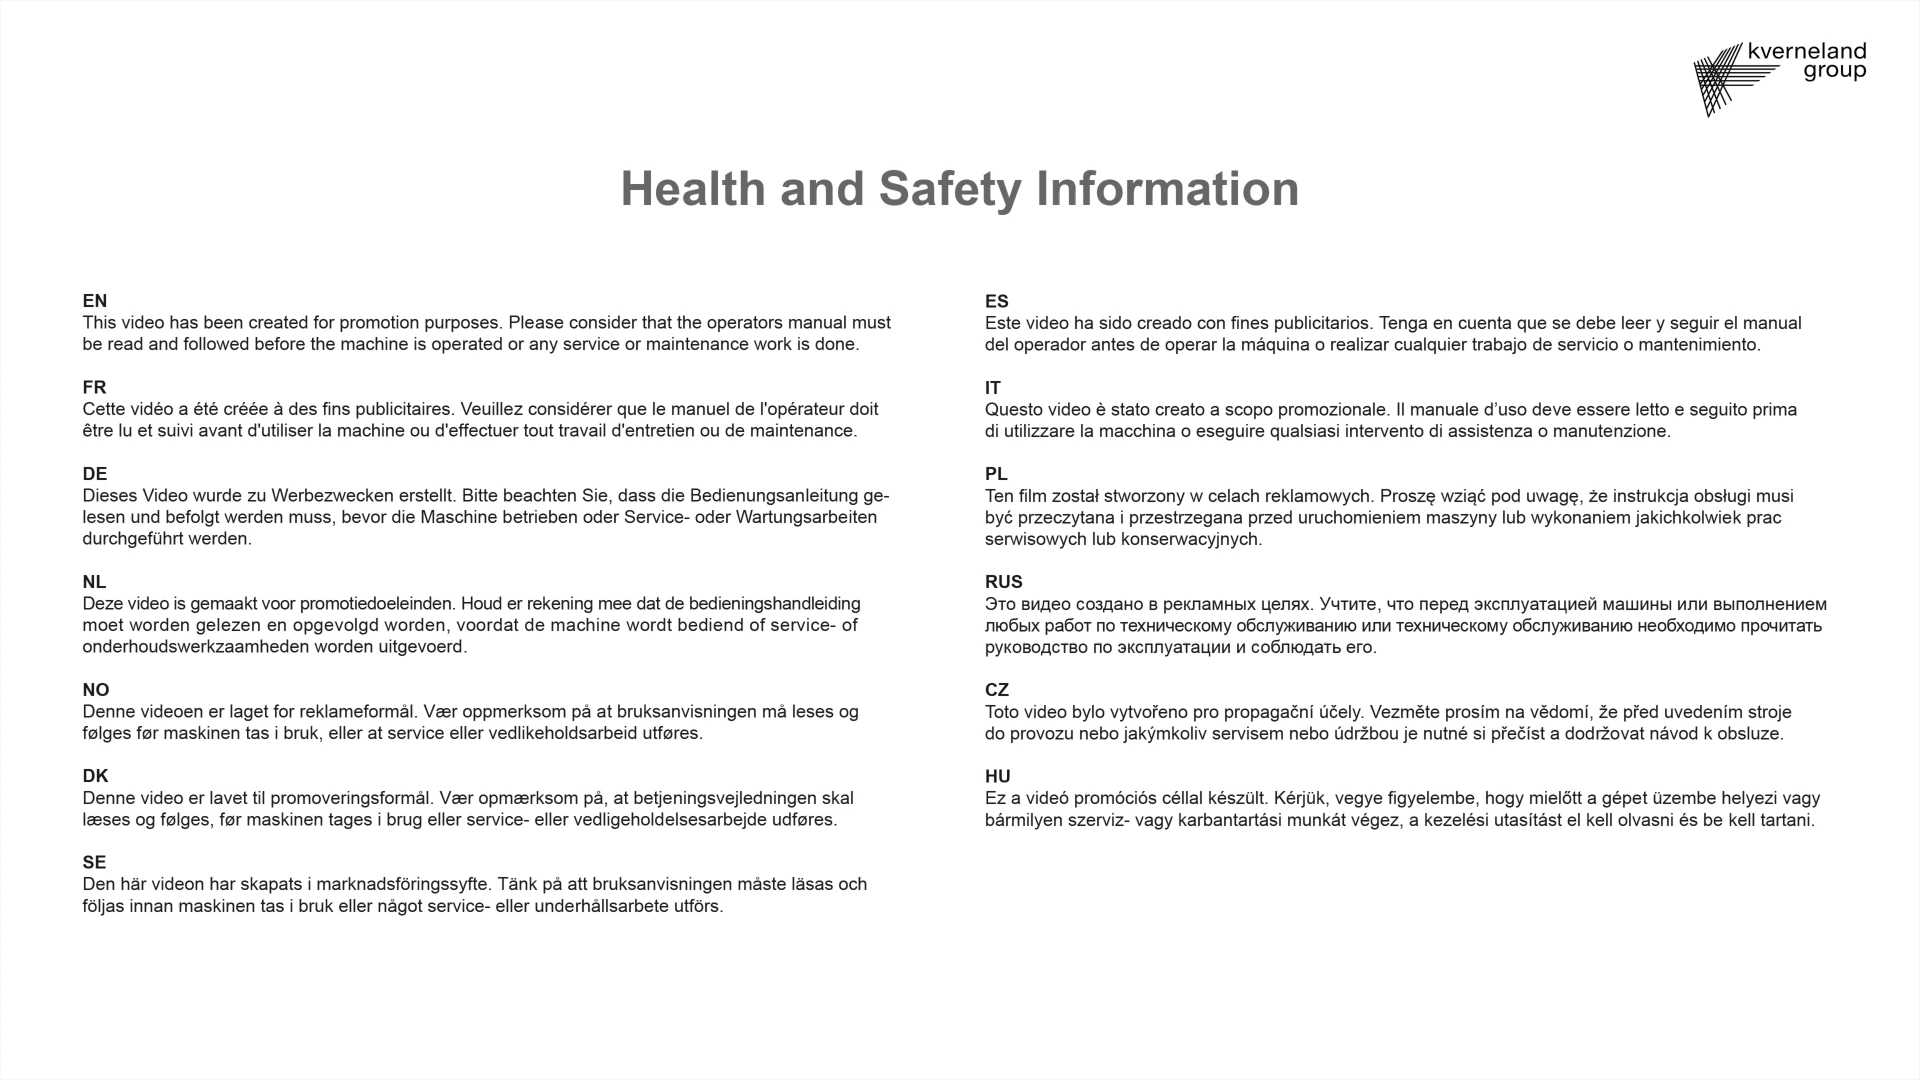 kverneland
group
Health and Safety Information
EN
This video has been created for promotion purposes. Please consider that the operators manual must
be read and followed before the machine is operated or any service or maintenance work is done.
FR
Cette vidéo a été créée à des fins publicitaires. Veuillez considérer que le manuel de l'opérateur doit
être lu et suivi avant d'utiliser la machine ou d'effectuer tout travail d'entretien ou de maintenance.
DE
Dieses Video wurde zu Werbezwecken erstellt. Bitte beachten Sie, dass die Bedienungsanleitung ge-
lesen und befolgt werden muss, bevor die Maschine betrieben oder Service- oder Wartungsarbeiten
durchgeführt werden.
NL
Deze video is gemaakt voor promotiedoeleinden. Houd er rekening mee dat de bedieningshandleiding
moet worden gelezen en opgevolgd worden, voordat de machine wordt bediend of service- of
onderhoudswerkzaamheden worden uitgevoerd.
NO
Denne videoen er laget for reklameformål. Vær oppmerksom på at bruksanvisningen må leses og
følges før maskinen tas i bruk, eller at service eller vedlikeholdsarbeid utføres.
DK
Denne video er lavet til promoveringsformål. Vær opmærksom på, at betjeningsvejledningen skal
læses og følges, før maskinen tages i brug eller service- eller vedligeholdelsesarbejde udføres.
SE
Den här videon har skapats i marknadsföringssyfte. Tänk på att bruksanvisningen måste läsas och
följas innan maskinen tas i bruk eller något service- eller underhållsarbete utförs.
ES
Este video ha sido creado con fines publicitarios. Tenga en cuenta que se debe leer y seguir el manual
del operador antes de operar la máquina o realizar cualquier trabajo de servicio o mantenimiento.
IT
Questo video è stato creato a scopo promozionale. Il manuale d’uso deve essere letto e seguito prima
di utilizzare la macchina o eseguire qualsiasi intervento di assistenza o manutenzione.
PL
Ten film został stworzony w celach reklamowych. Proszę wziąć pod uwagę, że instrukcja obsługi musi
być przeczytana i przestrzegana przed uruchomieniem maszyny lub wykonaniem jakichkolwiek prac
serwisowych lub konserwacyjnych.
RUS
Это видео создано в рекламных целях. Учтите, что перед эксплуатацией машины или выполнением
любых работ по техническому обслуживанию или техническому обслуживанию необходимо прочитать
руководство по эксплуатации и соблюдать его.
CZ
Toto video bylo vytvořeno pro propagační účely. Vezměte prosím na vědomí, že před uvedením stroje
do provozu nebo jakýmkoliv servisem nebo údržbou je nutné si přečíst a dodržovat návod k obsluze.
HU
Ez a videó promóciós céllal készült. Kérjük, vegye figyelembe, hogy mielőtt a gépet üzembe helyezi vagy
bármilyen szerviz- vagy karbantartási munkát végez, a kezelési utasítást el kell olvasni és be kell tartani.